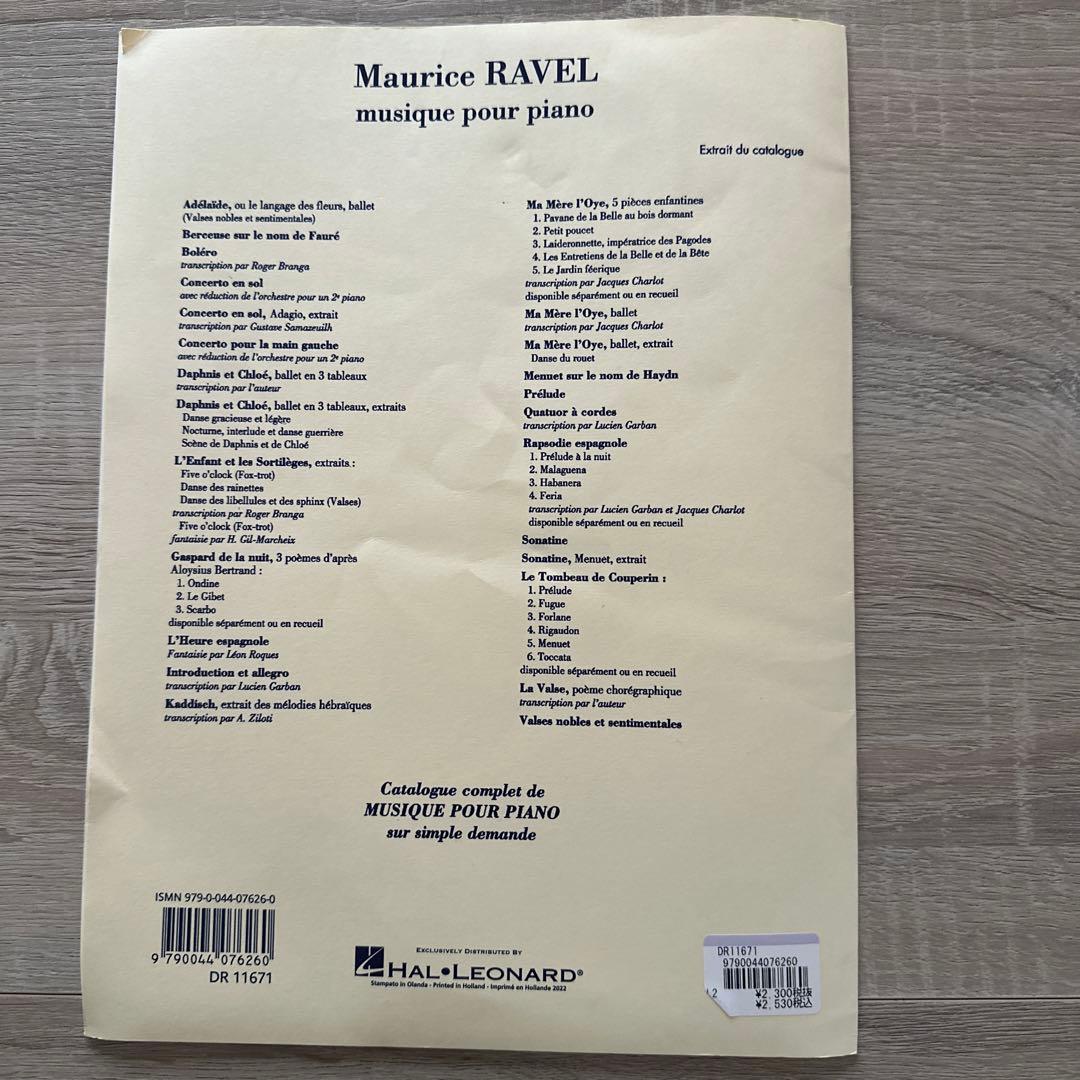 Maurice RAVEL
musique pour piano
Extrait du catalogue
Adélaïde, ou le langage des fleurs, ballet
(Valses nobles et sentimentales)
Berceuse sur le nom de Fauré
Boléro
transcription par Roger Branga
Concerto en sol
avec réduction de l'orchestre pour un 2e piano
Concerto en sol, Adagio, extrait
transcription par Gustave Samazeuilh
Concerto pour la main gauche
avec réduction de l'orchestre pour un 2e piano
Daphnis et Chloé, ballet en 3 tableaux
transcription par l'auteur
Daphnis et Chloé, ballet en 3 tableaux, extraits
Danse gracieuse et légère
Nocturne, interlude et danse guerrière
Scène de Daphnis et de Chloé
L'Enfant et les Sortilèges, extraits :
Five o'clock (Fox-trot)
Danse des rainettes
Danse des libellules et des sphinx (Valses)
transcription par Roger Branga
Five o'clock (Fox-trot)
fantaisie par H. Gil-Marcheix
Gaspard de la nuit, 3 poèmes d'après
Aloysius Bertrand :
1. Ondine
2. Le Gibet
3. Scarbo
disponible séparément ou en recueil
L'Heure espagnole
Fantaisie par Léon Roques
Introduction et allegro
transcription par Lucien Garban
Kaddisch, extrait des mélodies hébraïques
transcription par A. Ziloti
Ma Mère l'Oye, 5 pièces enfantines
1. Pavane de la Belle au bois dormant
2. Petit poucet
3. Laideronnette, impératrice des Pagodes
4. Les Entretiens de la Belle et de la Bête
5. Le Jardin féerique
transcription par Jacques Charlot
disponible séparément ou en recueil
Ma Mère l'Oye, ballet
transcription par Jacques Charlot
Ma Mère l'Oye, ballet, extrait
Danse du rouet
Menuet sur le nom de Haydn
Prélude
Quatuor à cordes
transcription par Lucien Garban
Rapsodie espagnole
1. Prélude à la nuit
2. Malaguena
3. Habanera
4. Feria
transcription par Lucien Garban et Jacques Charlot
disponible séparément ou en recueil
Sonatine
Sonatine, Menuet, extrait
Le Tombeau de Couperin :
1. Prélude
2. Fugue
3. Forlane
4. Rigaudon
5. Menuet
6. Toccata
disponible séparément ou en recueil
La Valse, poème chorégraphique
transcription par l'auteur
Valses nobles et sentimentales
Catalogue complet de
MUSIQUE POUR PIANO
sur simple demande
ISMN 979-0-044-07626-0
9 790044 076260
DR 11671
EXCLUSIVELY DISTRIBUTED BY
HAL•LEONARD®
Stampato in Olanda - Printed in Holland - Imprimé en Hollande 2022
DR11671
9790044076260
¥2,300税抜
¥2,530税込